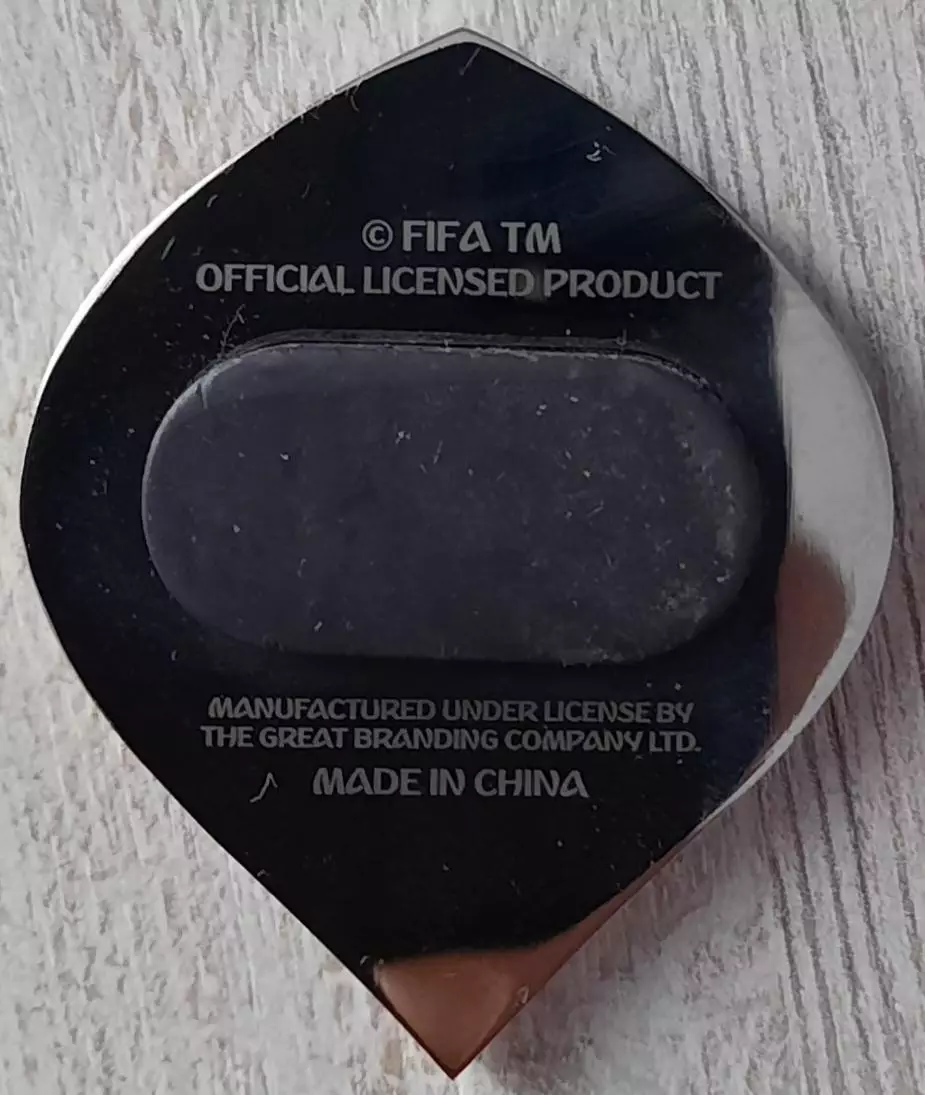 © FIFA TM
OFFICIAL LICENSED PRODUCT
MANUFACTURED UNDER LICENSE BY
THE GREAT BRANDING COMPANY LTD.
MADE IN CHINA